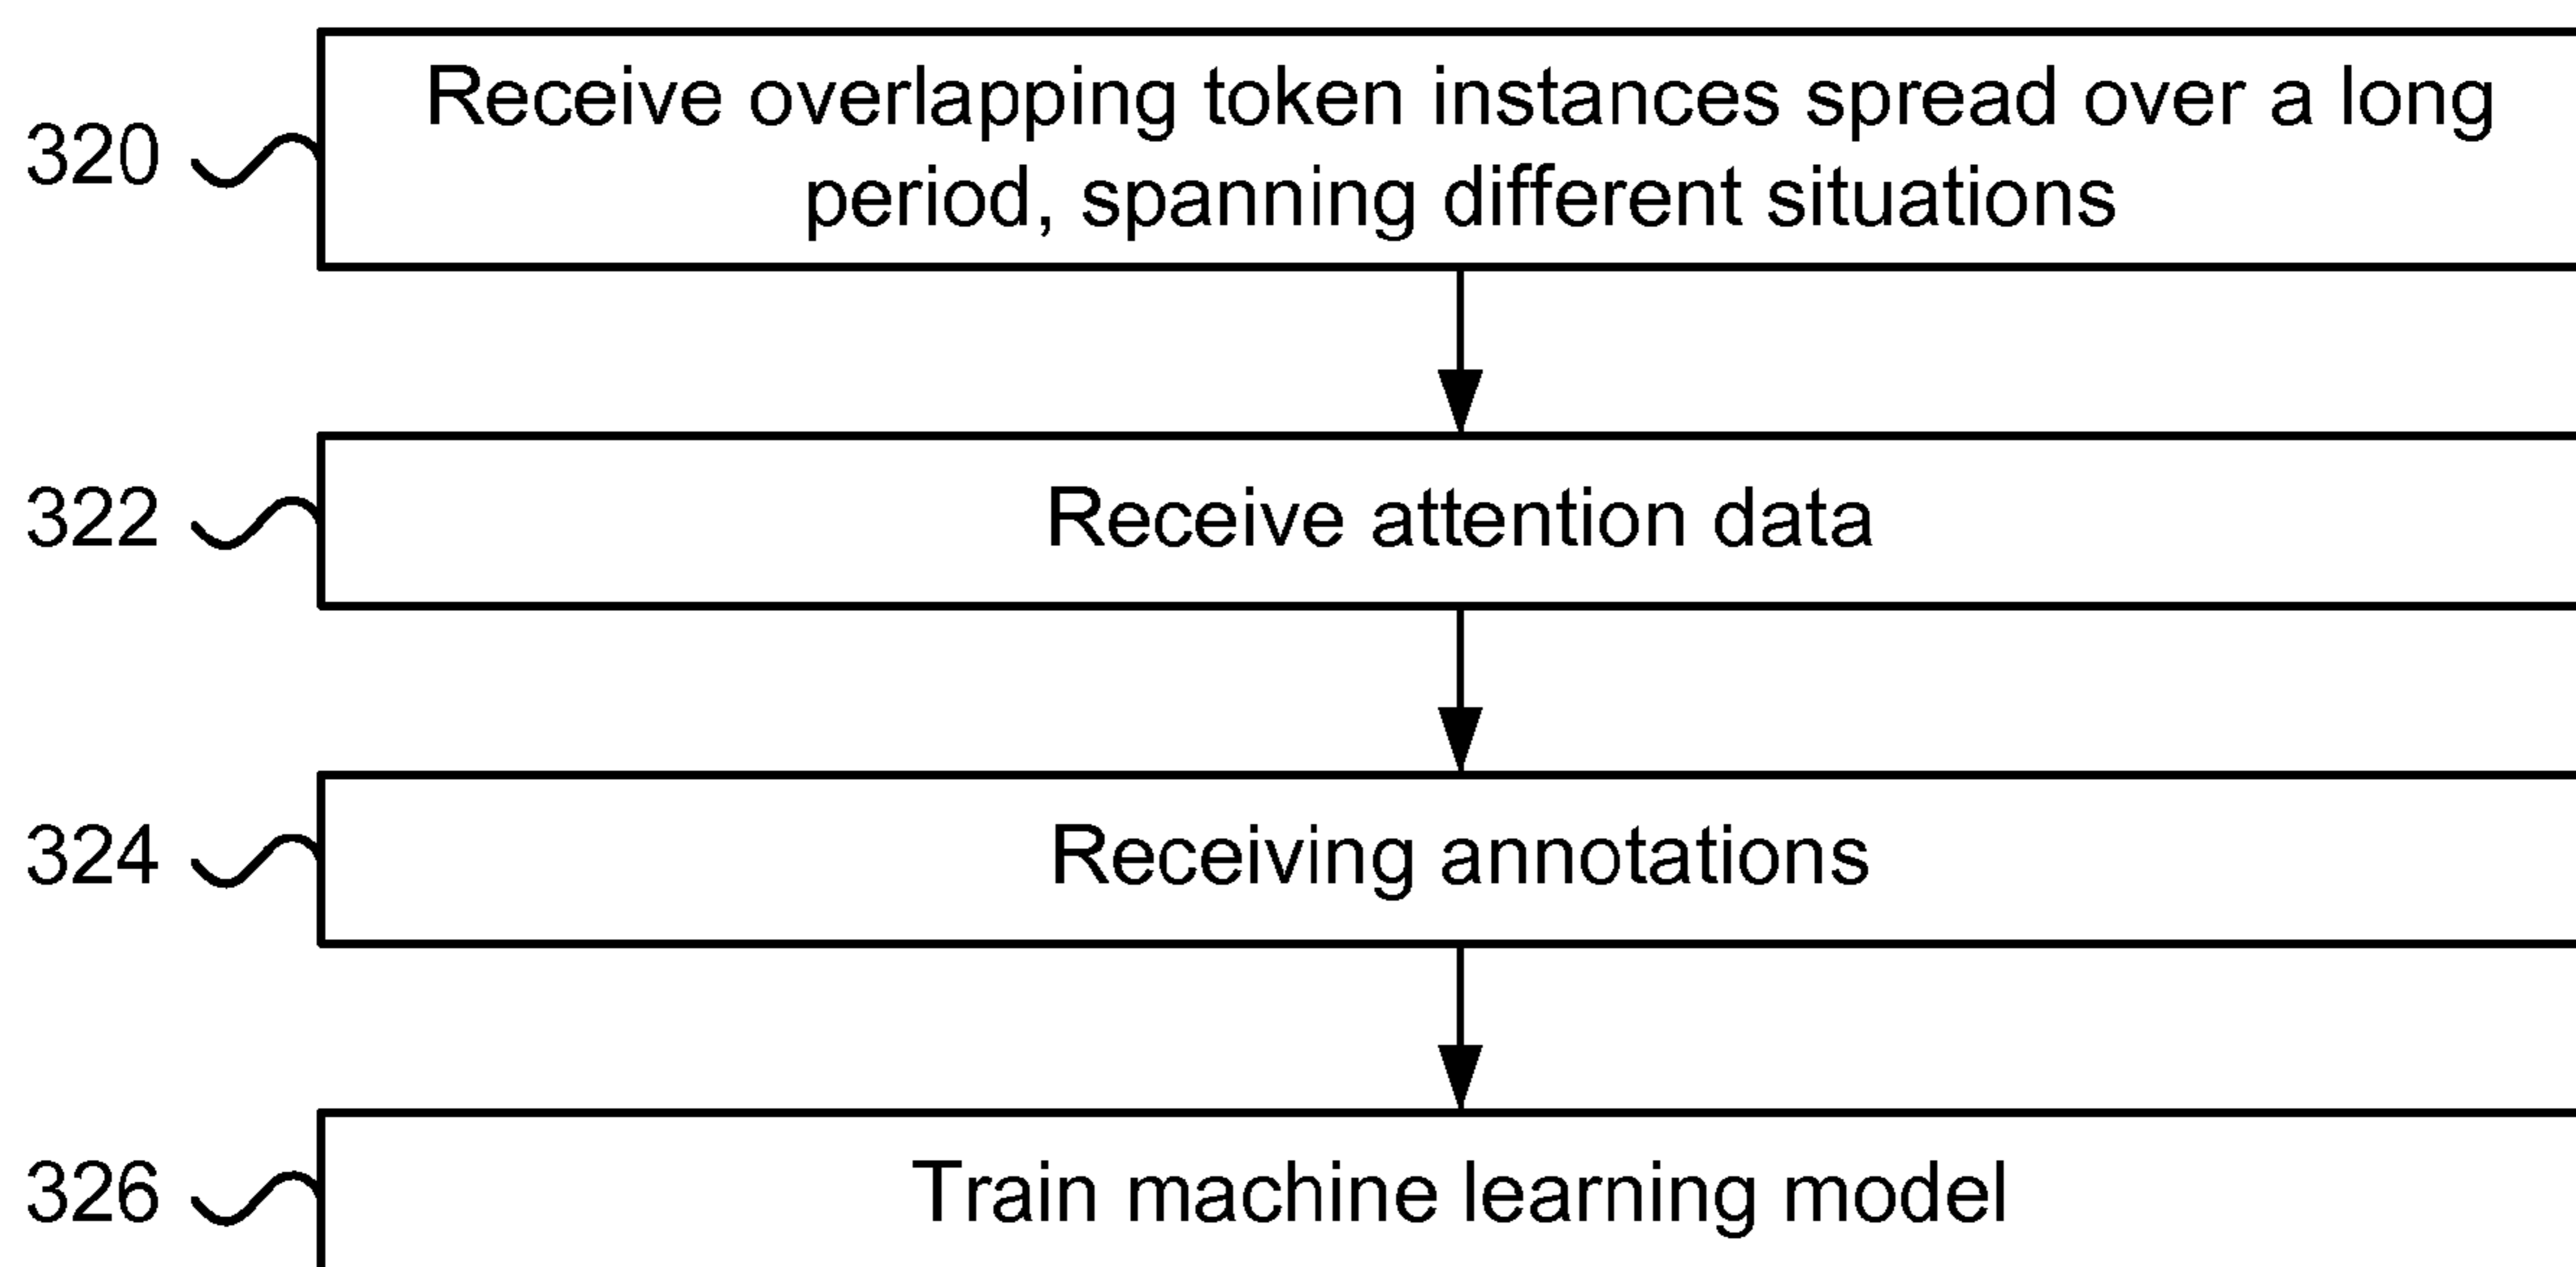 320
Receive overlapping token instances spread over a long
period, spanning different situations
322
Receive attention data
324
Receiving annotations
326
Train machine learning model